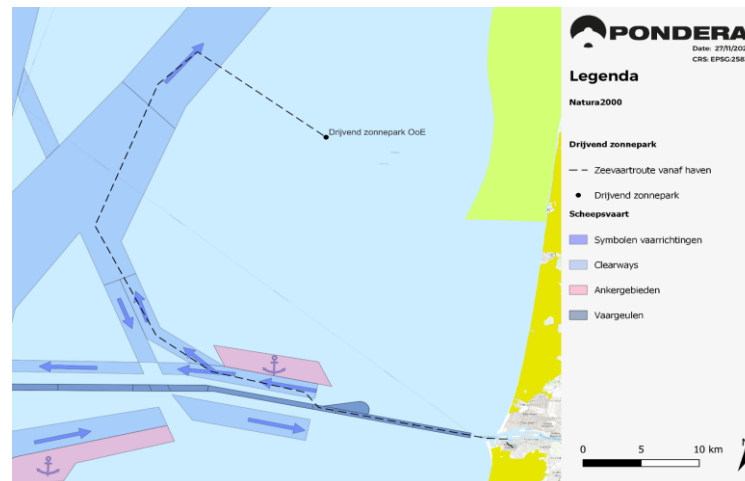 PONDERA
Date: 27/11/202
CRS: EPSG:258
Legenda
Natura2000
Drijvend zonnepark
Zeevaartroute vanaf haven
Drijvend zonnepark
Scheepsvaart
Symbolen vaarrichtingen
Clearways
Ankergebieden
Vaargeulen
0 5 10 km
N
Drijvend zonnepark OoE